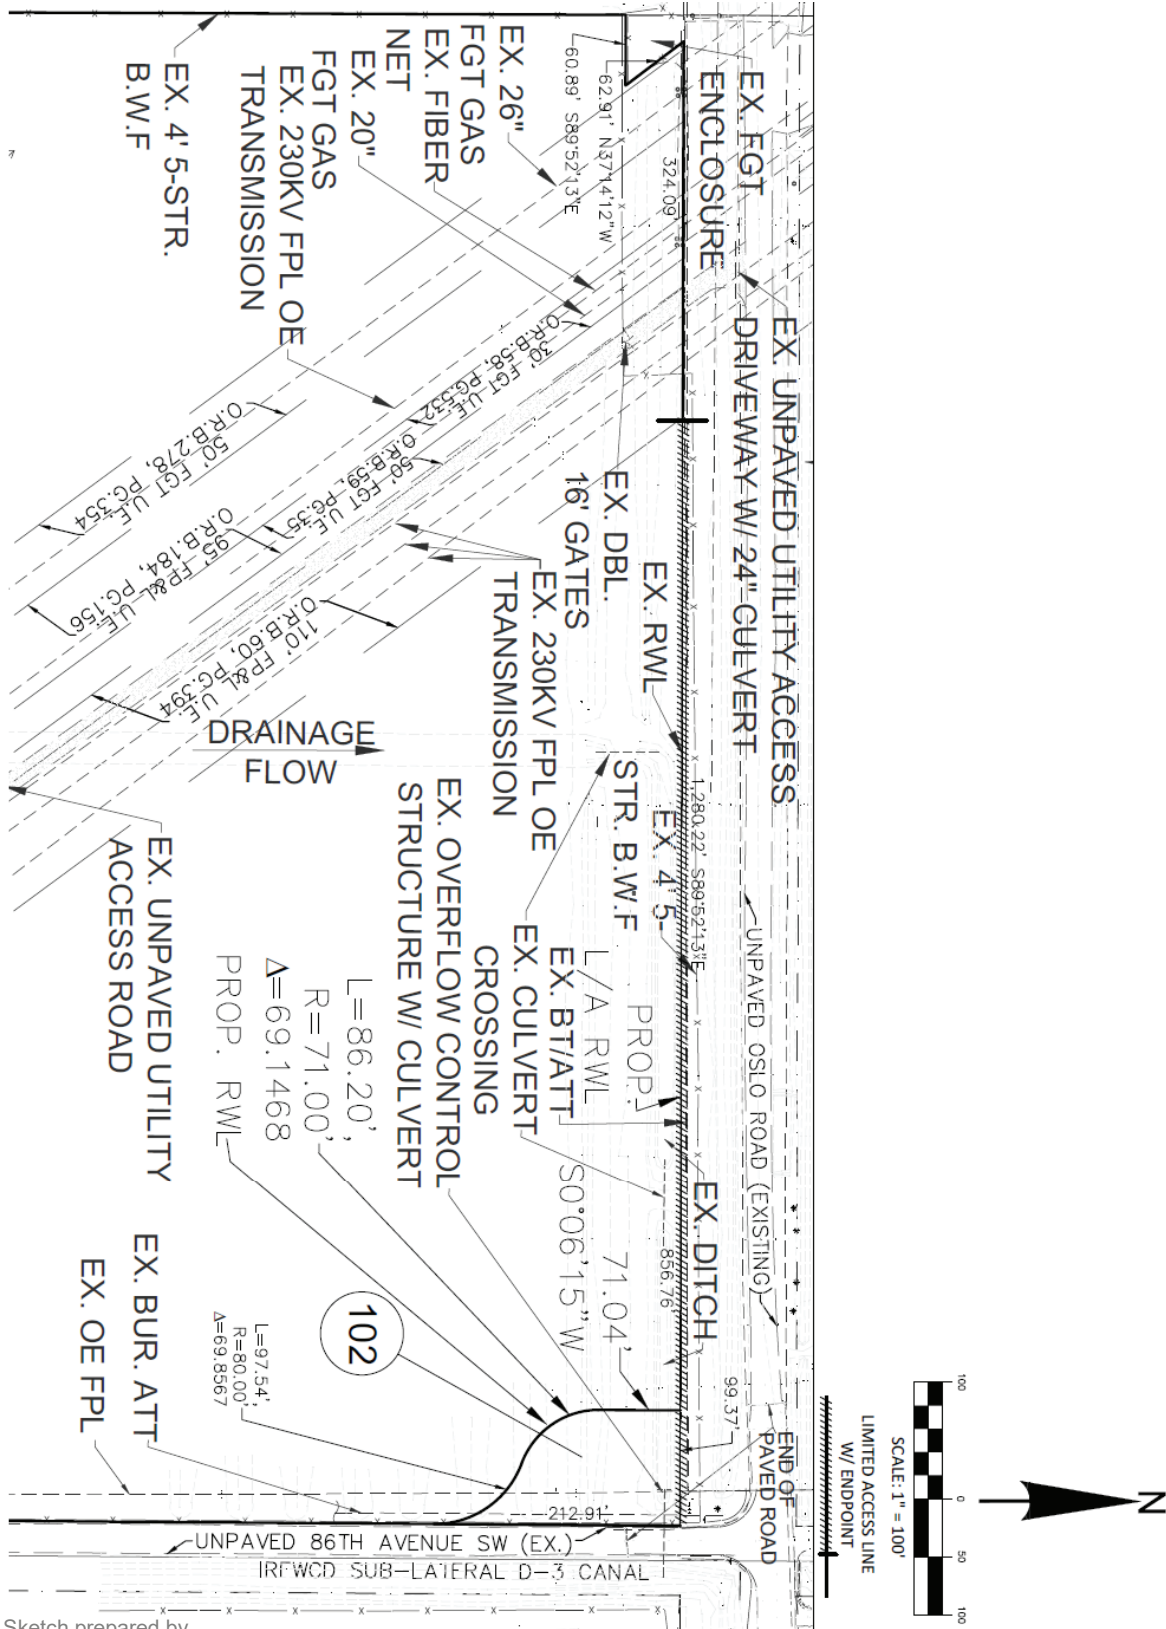 EX. FGT
ENCLOSURE
EX. UNPAVED UTILITY ACCESS
DRIVEWAY W/ 24" CULVERT
60.89' S89°52'13"E
62.91' N37°14'12"W
324.09'
EX. 26"
FGT GAS
EX. FIBER
NET
EX. 20"
FGT GAS
EX. 230KV FPL OE
TRANSMISSION
EX. 4' 5-STR.
B.W.F
30' FGT U.E.
O.R.B.58, PG.532
50' FGT U.E.
O.R.B.59, PG.35
50' FGT U.E.
O.R.B.278, PG.354
95' FP&L U.E.
O.R.B.184, PG.156
110' FP&L U.E.
O.R.B.60, PG.394
EX. DBL.
16' GATES
EX. RWL
EX. 230KV FPL OE
TRANSMISSION
DRAINAGE
FLOW
1,280.22' S89°52'13"E
EX. 4' 5-
STR. B.W.F
UNPAVED OSLO ROAD (EXISTING)
EX. UNPAVED UTILITY
ACCESS ROAD
EX. OVERFLOW CONTROL
STRUCTURE W/ CULVERT
EX. CULVERT
CROSSING
EX. BT/ATT
PROP.
L/A RWL
EX. DITCH
856.76'
L=86.20',
R=71.00',
Δ=69.1468
PROP. RWL
71.04'
S0°06'15"W
102
99.37'
END OF
PAVED ROAD
L=97.54',
R=80.00'
Δ=69.8567
EX. BUR. ATT
EX. OE FPL
212.91'
UNPAVED 86TH AVENUE SW (EX.)
IRFWCD SUB-LATERAL D-3 CANAL
LIMITED ACCESS LINE
W/ ENDPOINT
SCALE: 1" = 100'
100 0 50 100
N
Sketch prepared by